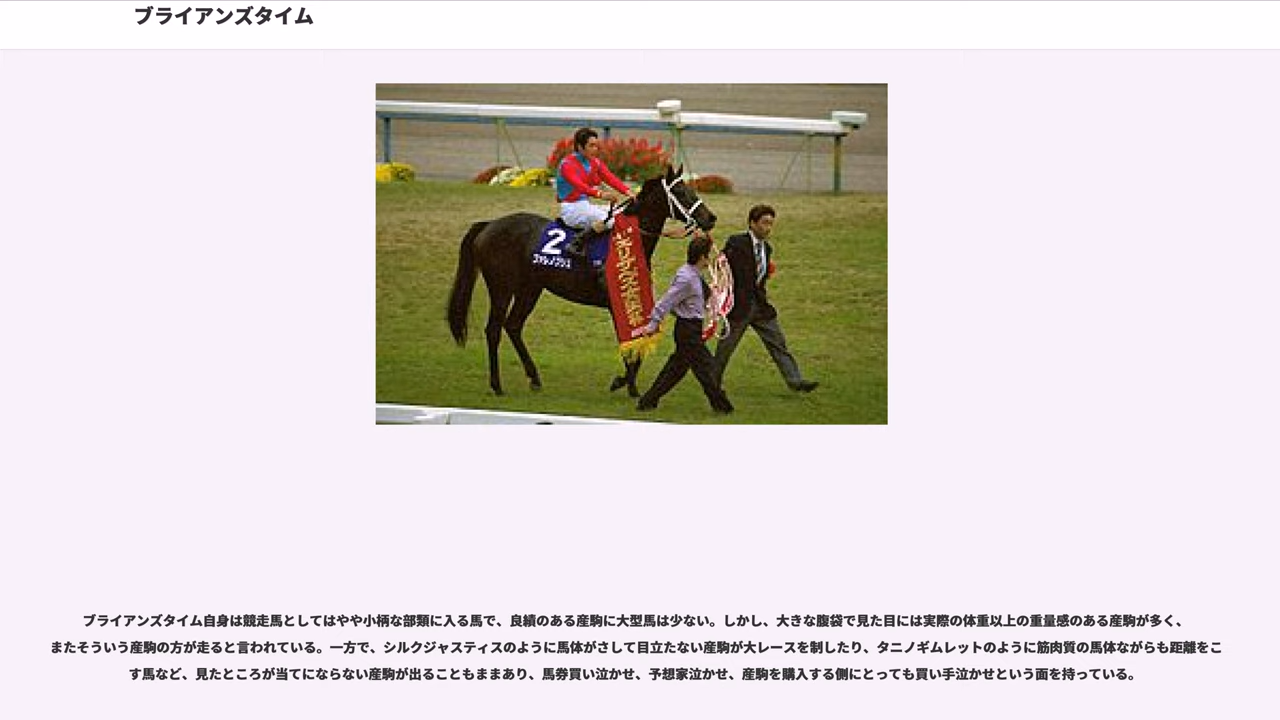 ブライアンズタイム
2
ファレノプシス
ブライアンズタイム自身は競走馬としてはやや小柄な部類に入る馬で、良績のある産駒に大型馬は少ない。しかし、大きな腹袋で見た目には実際の体重以上の重量感のある産駒が多く、
またそういう産駒の方が走ると言われている。一方で、シルクジャスティスのように馬体がさして目立たない産駒が大レースを制したり、タニノギムレットのように筋肉質の馬体ながらも距離をこ
す馬など、見たところが当てにならない産駒が出ることもままあり、馬券買い泣かせ、予想家泣かせ、産駒を購入する側にとっても買い手泣かせという面を持っている。